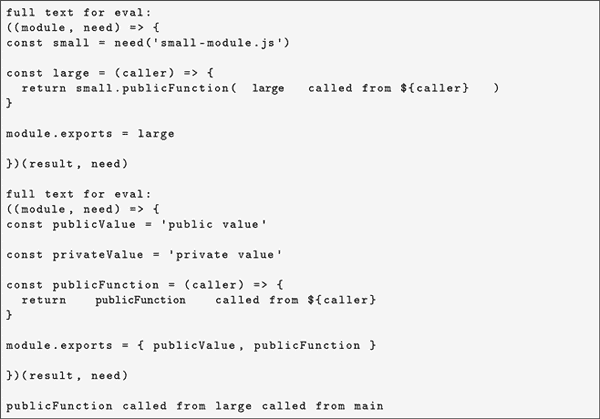 full text for eval:
((module, need) => {
const small = need('small-module.js')
const large = (caller) => {
return small.publicFunction( large called from ${caller} )
}
module.exports = large
})(result, need)
full text for eval:
((module, need) => {
const publicValue = 'public value'
const privateValue = 'private value'
const publicFunction = (caller) => {
return publicFunction called from ${caller}
}
module.exports = { publicValue, publicFunction }
})(result, need)
publicFunction called from large called from main